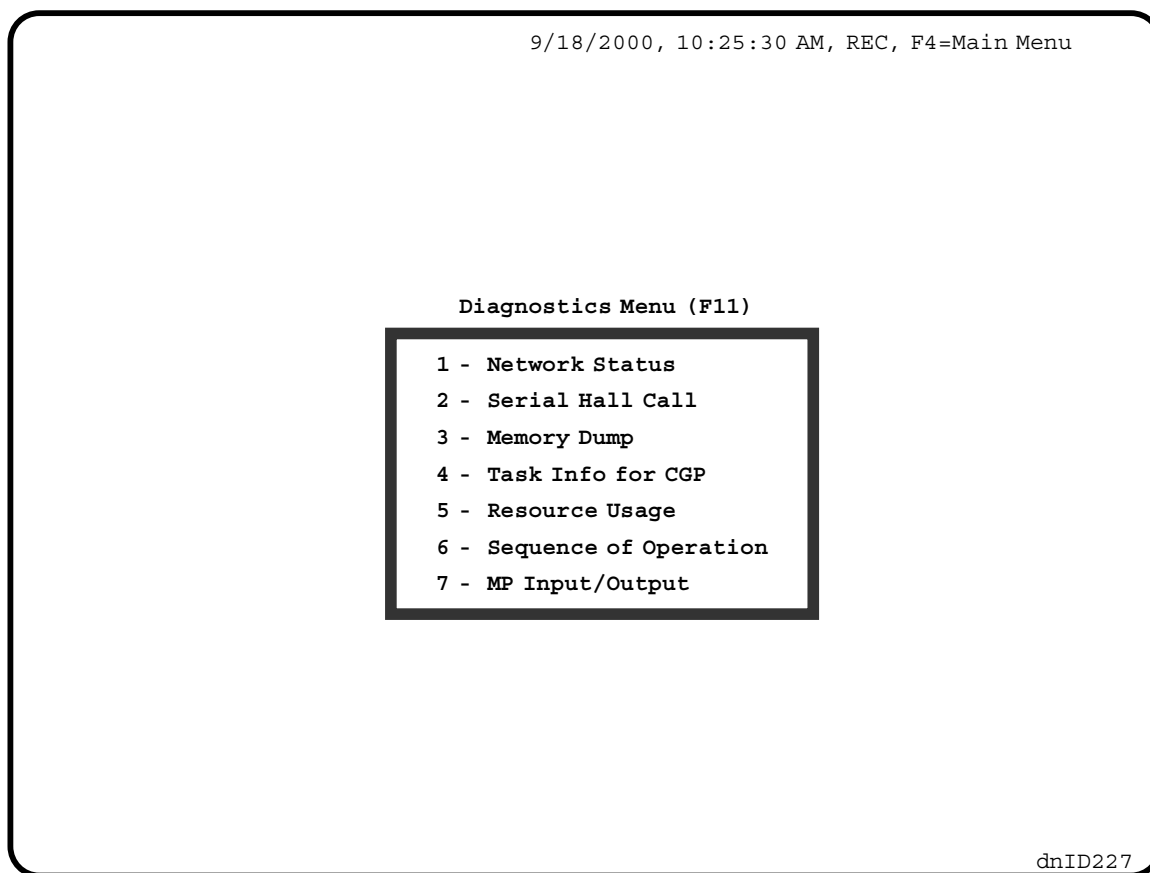 9/18/2000, 10:25:30 AM, REC, F4=Main Menu
Diagnostics Menu (F11)
1 - Network Status
2 - Serial Hall Call
3 - Memory Dump
4 - Task Info for CGP
5 - Resource Usage
6 - Sequence of Operation
7 - MP Input/Output
dnID227